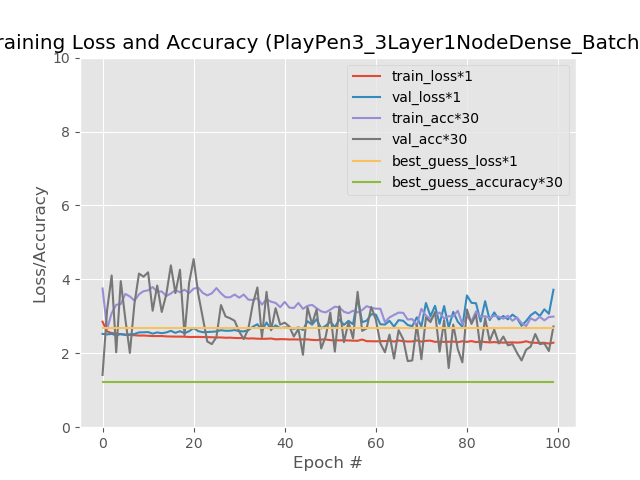 raining Loss and Accuracy (PlayPen3_3Layer1NodeDense_Batch
10
8
6
4
2
0
Loss/Accuracy
train_loss*1
val_loss*1
train_acc*30
val_acc*30
best_guess_loss*1
best_guess_accuracy*30
0 20 40 60 80 100
Epoch #